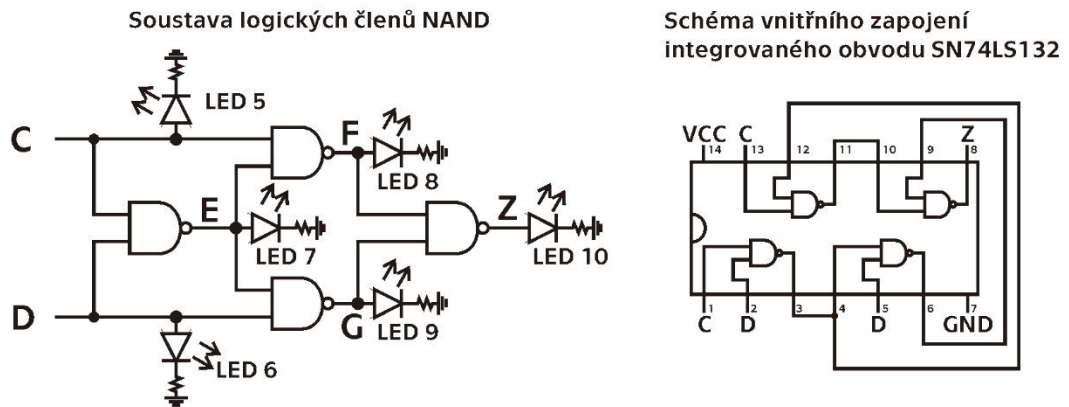 Soustava logických členů NAND
C
LED 5
F
LED 8
E
LED 7
Z
LED 10
G
LED 9
D
LED 6
Schéma vnitřního zapojení
integrovaného obvodu SN74LS132
VCC C Z
14 13 12 11 10 9 8
1 2 3 4 5 6 7
C D D GND